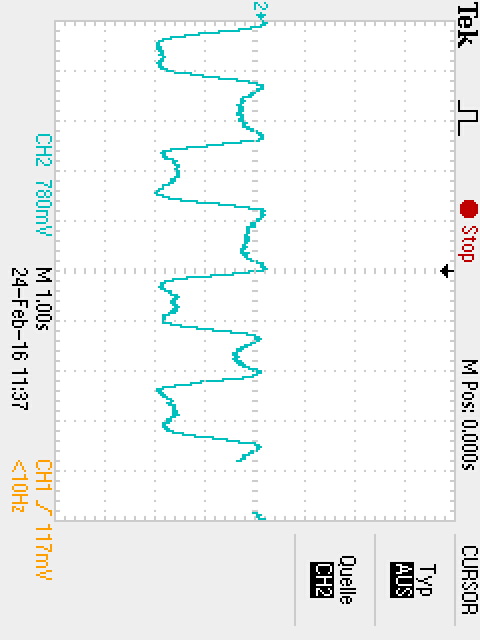 Tek
Stop
M Pos: 0.000s
CURSOR
Typ
AUS
Quelle
CH2
2
CH2 780mV
M 1.00s
CH1 117mV
24-Feb-16 11:37
<10Hz